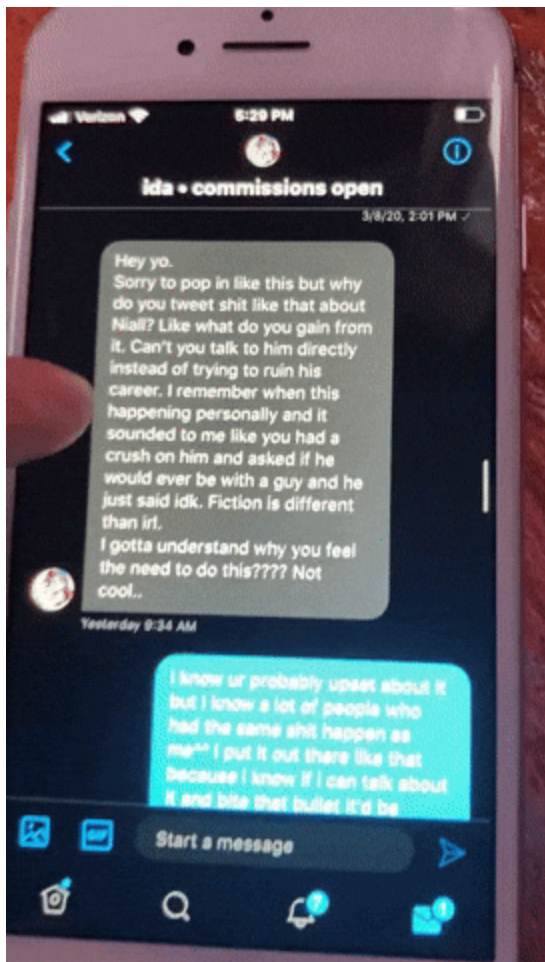 Verizon 5:29 PM
ida • commissions open
3/8/20, 2:01 PM ✓
Hey yo.
Sorry to pop in like this but why
do you tweet shit like that about
Niall? Like what do you gain from
it. Can't you talk to him directly
instead of trying to ruin his
career. I remember when this
happening personally and it
sounded to me like you had a
crush on him and asked if he
would ever be with a guy and he
just said idk. Fiction is different
than irl.
I gotta understand why you feel
the need to do this???? Not
cool..
Yesterday 9:34 AM
I know ur probably upset about it
but I know a lot of people who
had the same shit happen as
me^^ I put it out there like that
because I know if I can talk about
it and bite that bullet it'd be
GIF Start a message
7 1